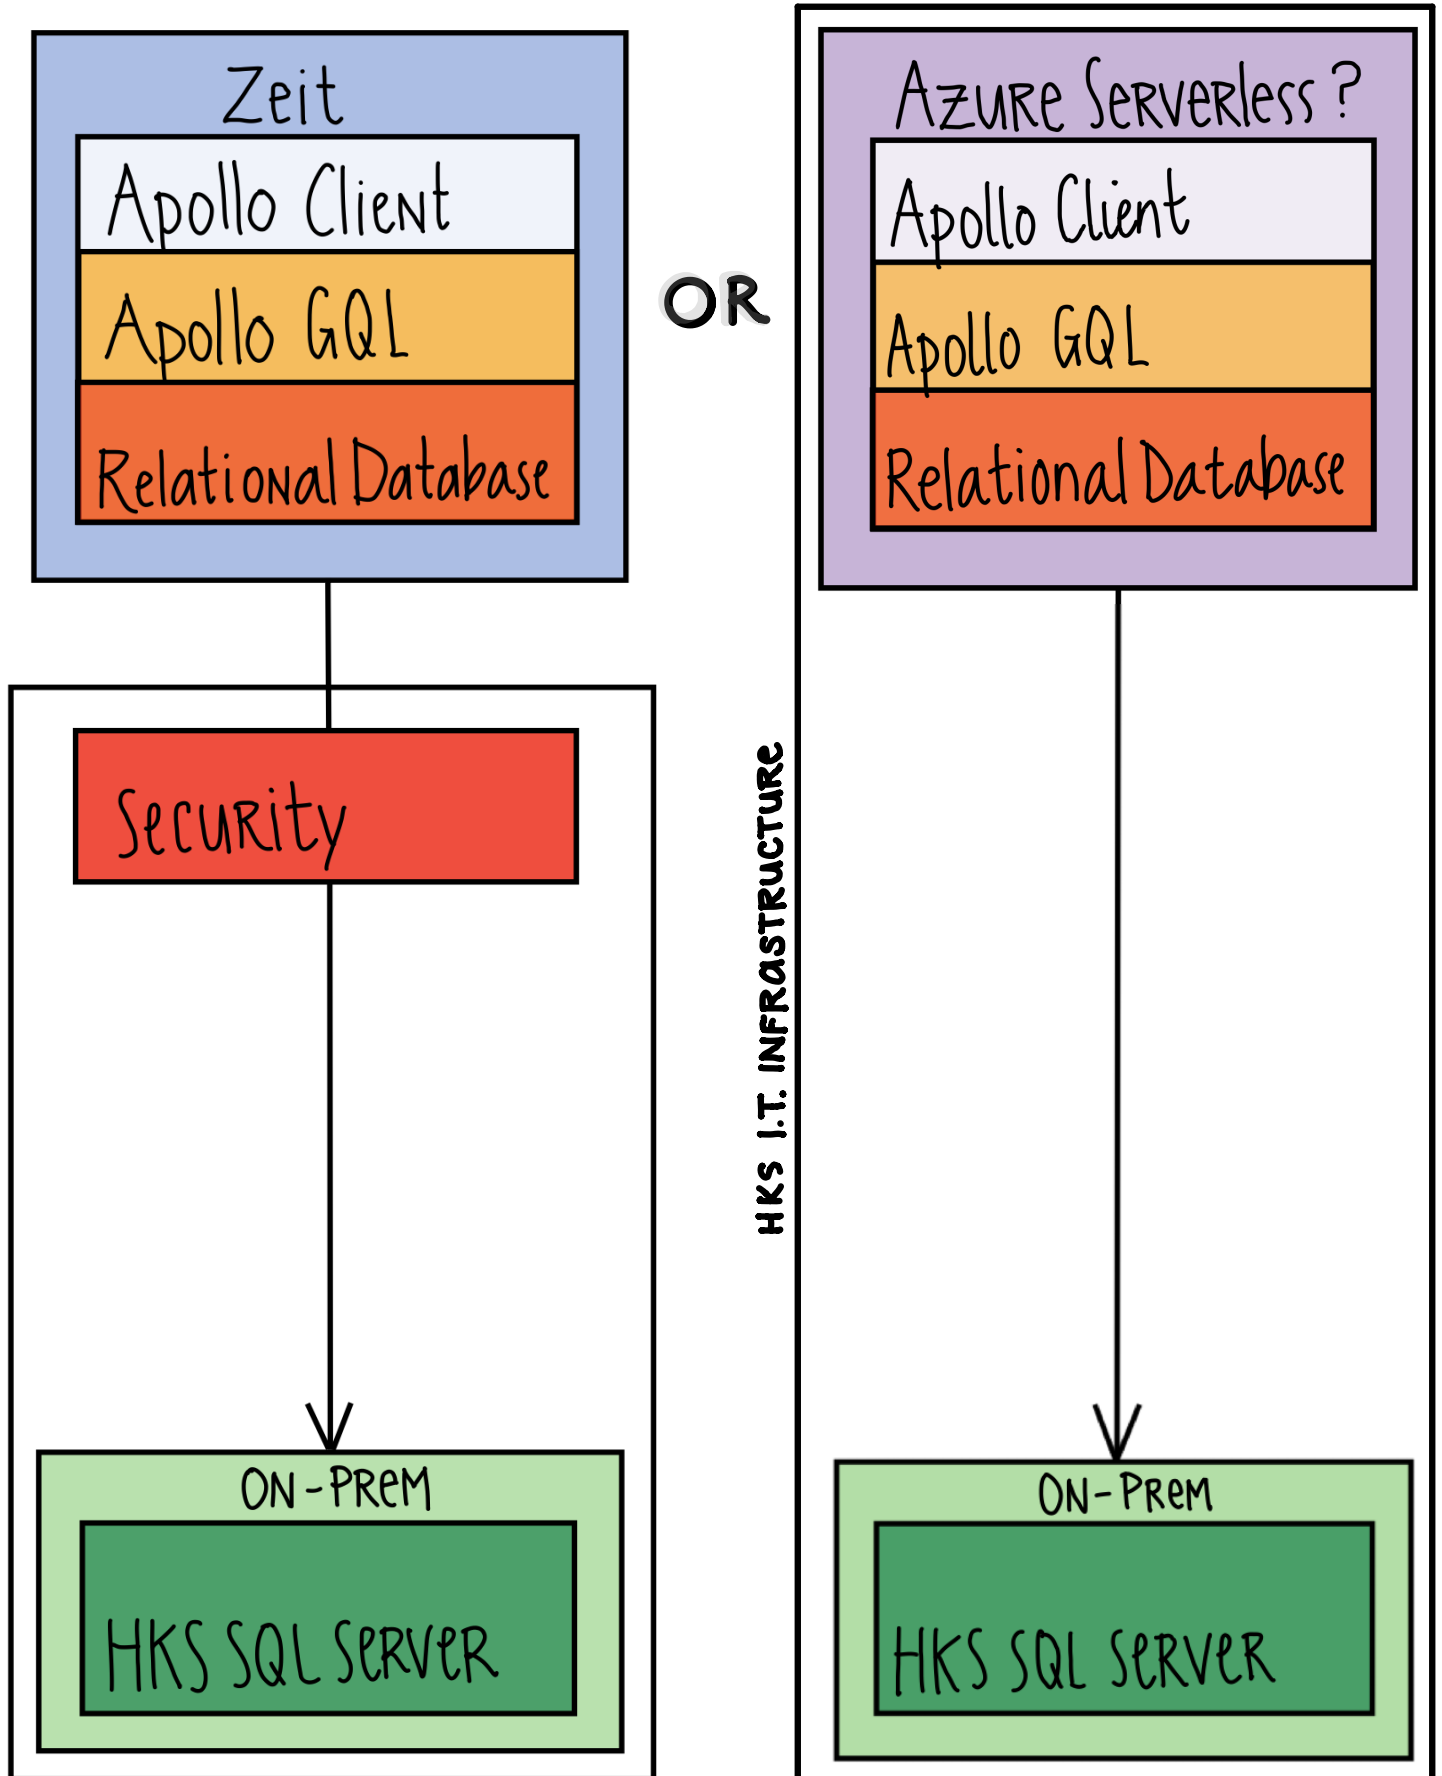 Zeit
Apollo Client
Apollo GQL
Relational Database
OR
Azure Serverless?
Apollo Client
Apollo GQL
Relational Database
Security
HKS I.T. INFRASTRUCTURE
ON-PREM
HKS SQL SERVER
ON-PREM
HKS SQL SERVER